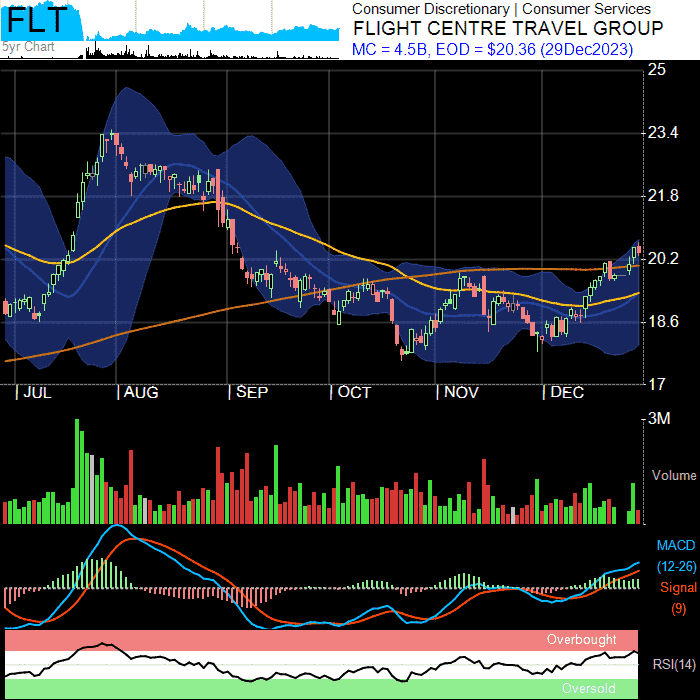 FLT
5yr Chart
Consumer Discretionary | Consumer Services
FLIGHT CENTRE TRAVEL GROUP
MC = 4.5B, EOD = $20.36 (29Dec2023)
25
23.4
21.8
20.2
18.6
17
| JUL | AUG | SEP | OCT | NOV | DEC
3M
Volume
MACD
(12-26)
Signal
(9)
Overbought
RSI(14)
Oversold